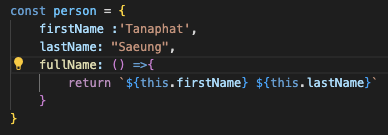 const person = {
    firstName :'Tanaphat',
    lastName: "Saeung",
    fullName: () =>{
        return `${this.firstName} ${this.lastName}`
    }
}